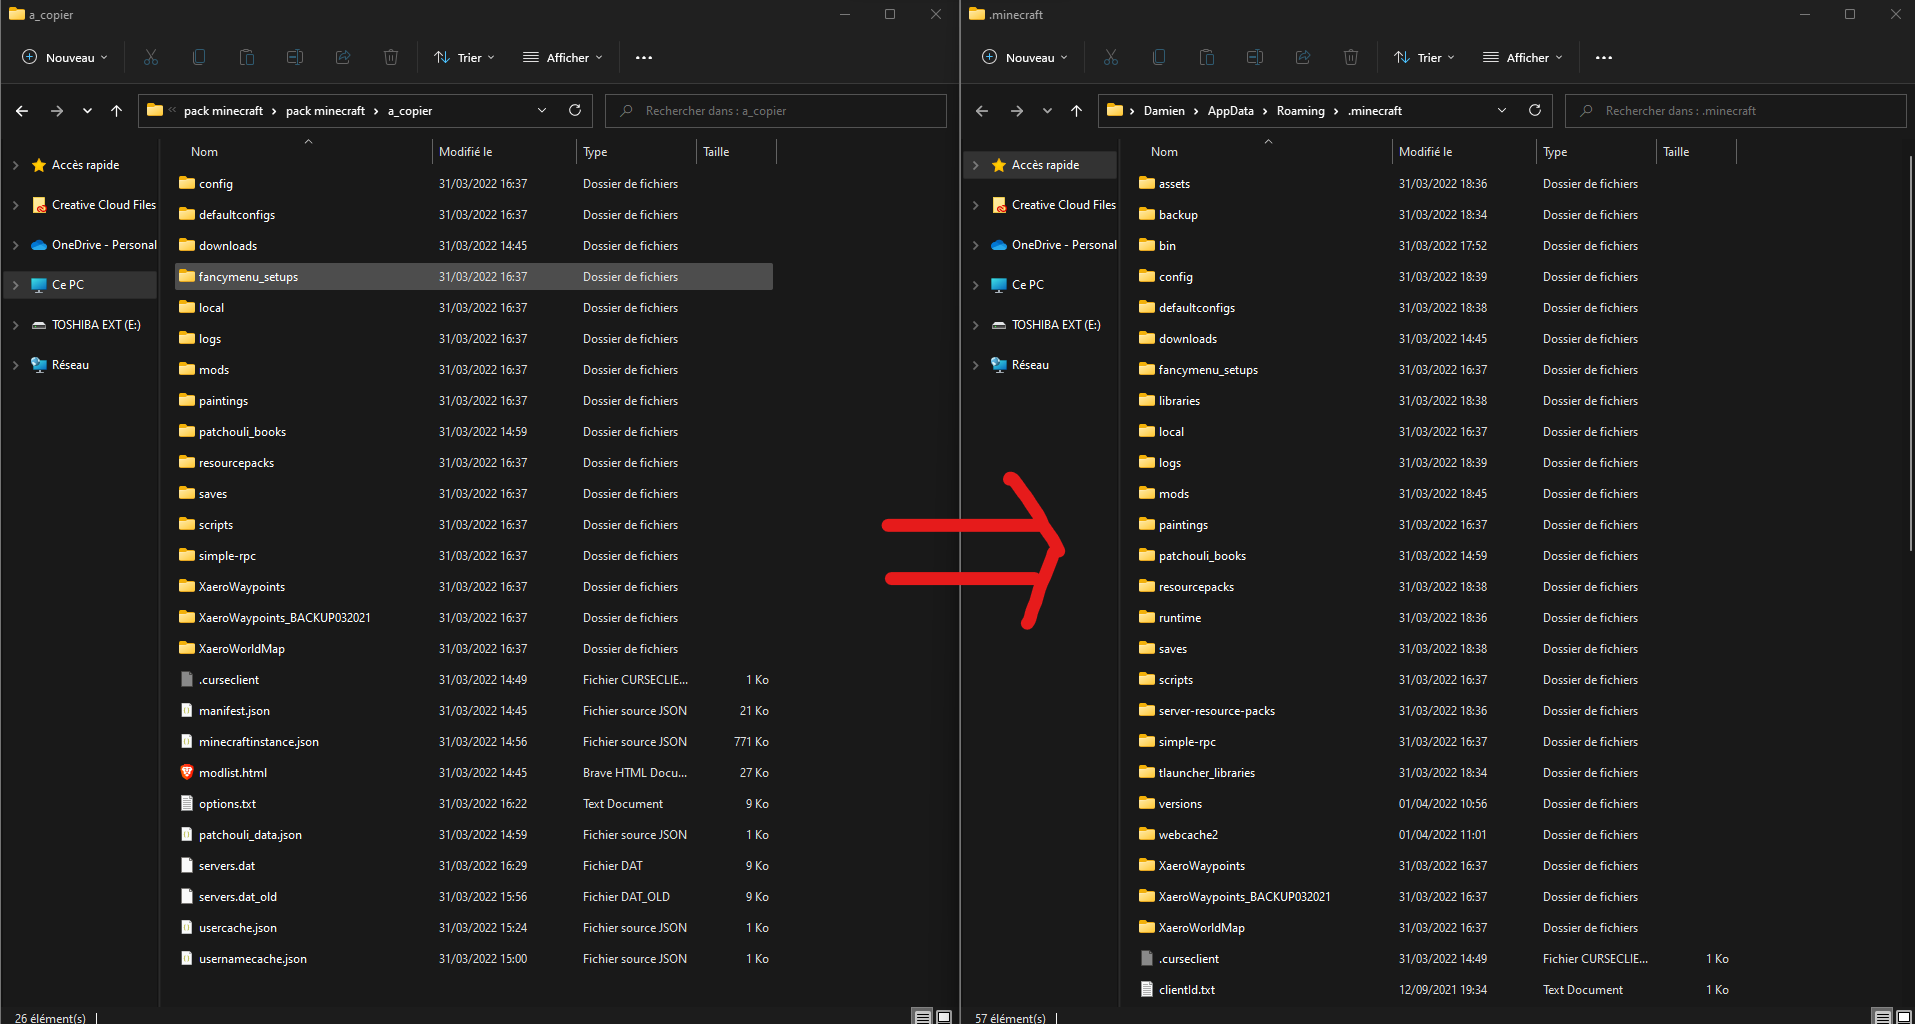 a_copier
Nouveau
Trier
Afficher
pack minecraft
pack minecraft
a_copier
Rechercher dans : a_copier
Accès rapide
Creative Cloud Files
OneDrive - Personal
Ce PC
TOSHIBA EXT (E:)
Réseau
Nom Modifié le Type Taille
config 31/03/2022 16:37 Dossier de fichiers
defaultconfigs 31/03/2022 16:37 Dossier de fichiers
downloads 31/03/2022 14:45 Dossier de fichiers
fancymenu_setups 31/03/2022 16:37 Dossier de fichiers
local 31/03/2022 16:37 Dossier de fichiers
logs 31/03/2022 16:37 Dossier de fichiers
mods 31/03/2022 16:37 Dossier de fichiers
paintings 31/03/2022 16:37 Dossier de fichiers
patchouli_books 31/03/2022 14:59 Dossier de fichiers
resourcepacks 31/03/2022 16:37 Dossier de fichiers
saves 31/03/2022 16:37 Dossier de fichiers
scripts 31/03/2022 16:37 Dossier de fichiers
simple-rpc 31/03/2022 16:37 Dossier de fichiers
XaeroWaypoints 31/03/2022 16:37 Dossier de fichiers
XaeroWaypoints_BACKUP032021 31/03/2022 16:37 Dossier de fichiers
XaeroWorldMap 31/03/2022 16:37 Dossier de fichiers
.curseclient 31/03/2022 14:49 Fichier CURSECLIE... 1 Ko
manifest.json 31/03/2022 14:45 Fichier source JSON 21 Ko
minecraftinstance.json 31/03/2022 14:56 Fichier source JSON 771 Ko
modlist.html 31/03/2022 14:45 Brave HTML Docu... 27 Ko
options.txt 31/03/2022 16:22 Text Document 9 Ko
patchouli_data.json 31/03/2022 14:59 Fichier source JSON 1 Ko
servers.dat 31/03/2022 16:29 Fichier DAT 9 Ko
servers.dat_old 31/03/2022 15:56 Fichier DAT_OLD 9 Ko
usercache.json 31/03/2022 15:24 Fichier source JSON 1 Ko
usernamecache.json 31/03/2022 15:00 Fichier source JSON 1 Ko
26 élément(s)
.minecraft
Nouveau
Trier
Afficher
Damien
AppData
Roaming
.minecraft
Rechercher dans : .minecraft
Accès rapide
Creative Cloud Files
OneDrive - Personal
Ce PC
TOSHIBA EXT (E:)
Réseau
Nom Modifié le Type Taille
assets 31/03/2022 18:36 Dossier de fichiers
backup 31/03/2022 18:34 Dossier de fichiers
bin 31/03/2022 17:52 Dossier de fichiers
config 31/03/2022 18:39 Dossier de fichiers
defaultconfigs 31/03/2022 18:38 Dossier de fichiers
downloads 31/03/2022 14:45 Dossier de fichiers
fancymenu_setups 31/03/2022 16:37 Dossier de fichiers
libraries 31/03/2022 18:38 Dossier de fichiers
local 31/03/2022 16:37 Dossier de fichiers
logs 31/03/2022 18:39 Dossier de fichiers
mods 31/03/2022 18:45 Dossier de fichiers
paintings 31/03/2022 16:37 Dossier de fichiers
patchouli_books 31/03/2022 14:59 Dossier de fichiers
resourcepacks 31/03/2022 18:38 Dossier de fichiers
runtime 31/03/2022 18:36 Dossier de fichiers
saves 31/03/2022 18:38 Dossier de fichiers
scripts 31/03/2022 16:37 Dossier de fichiers
server-resource-packs 31/03/2022 18:36 Dossier de fichiers
simple-rpc 31/03/2022 16:37 Dossier de fichiers
tlauncher_libraries 31/03/2022 18:34 Dossier de fichiers
versions 01/04/2022 10:56 Dossier de fichiers
webcache2 01/04/2022 11:01 Dossier de fichiers
XaeroWaypoints 31/03/2022 16:37 Dossier de fichiers
XaeroWaypoints_BACKUP032021 31/03/2022 16:37 Dossier de fichiers
XaeroWorldMap 31/03/2022 16:37 Dossier de fichiers
.curseclient 31/03/2022 14:49 Fichier CURSECLIE... 1 Ko
clientId.txt 12/09/2021 19:34 Text Document 1 Ko
57 élément(s)